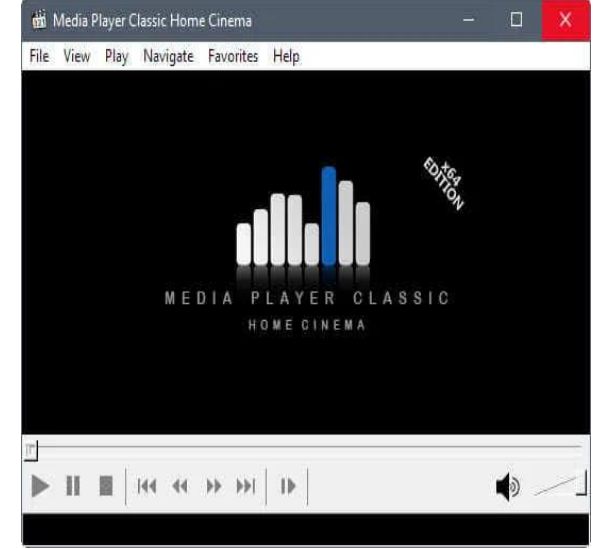 Media Player Classic Home Cinema
File View Play Navigate Favorites Help
x64
EDITION
MEDIA PLAYER CLASSIC
HOME CINEMA